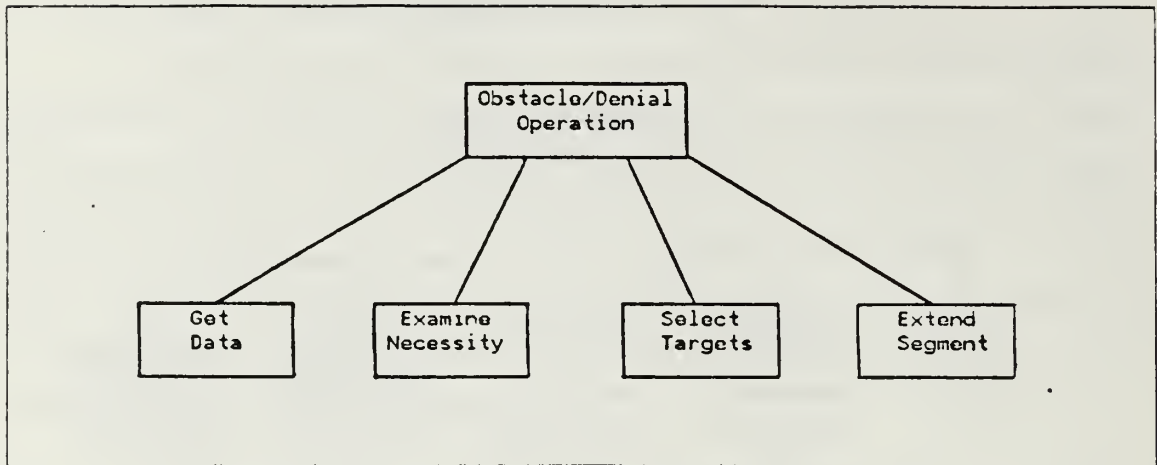 Obstacle/Denial
Operation
Get
Data
Examine
Necessity
Select
Targets
Extend
Segment